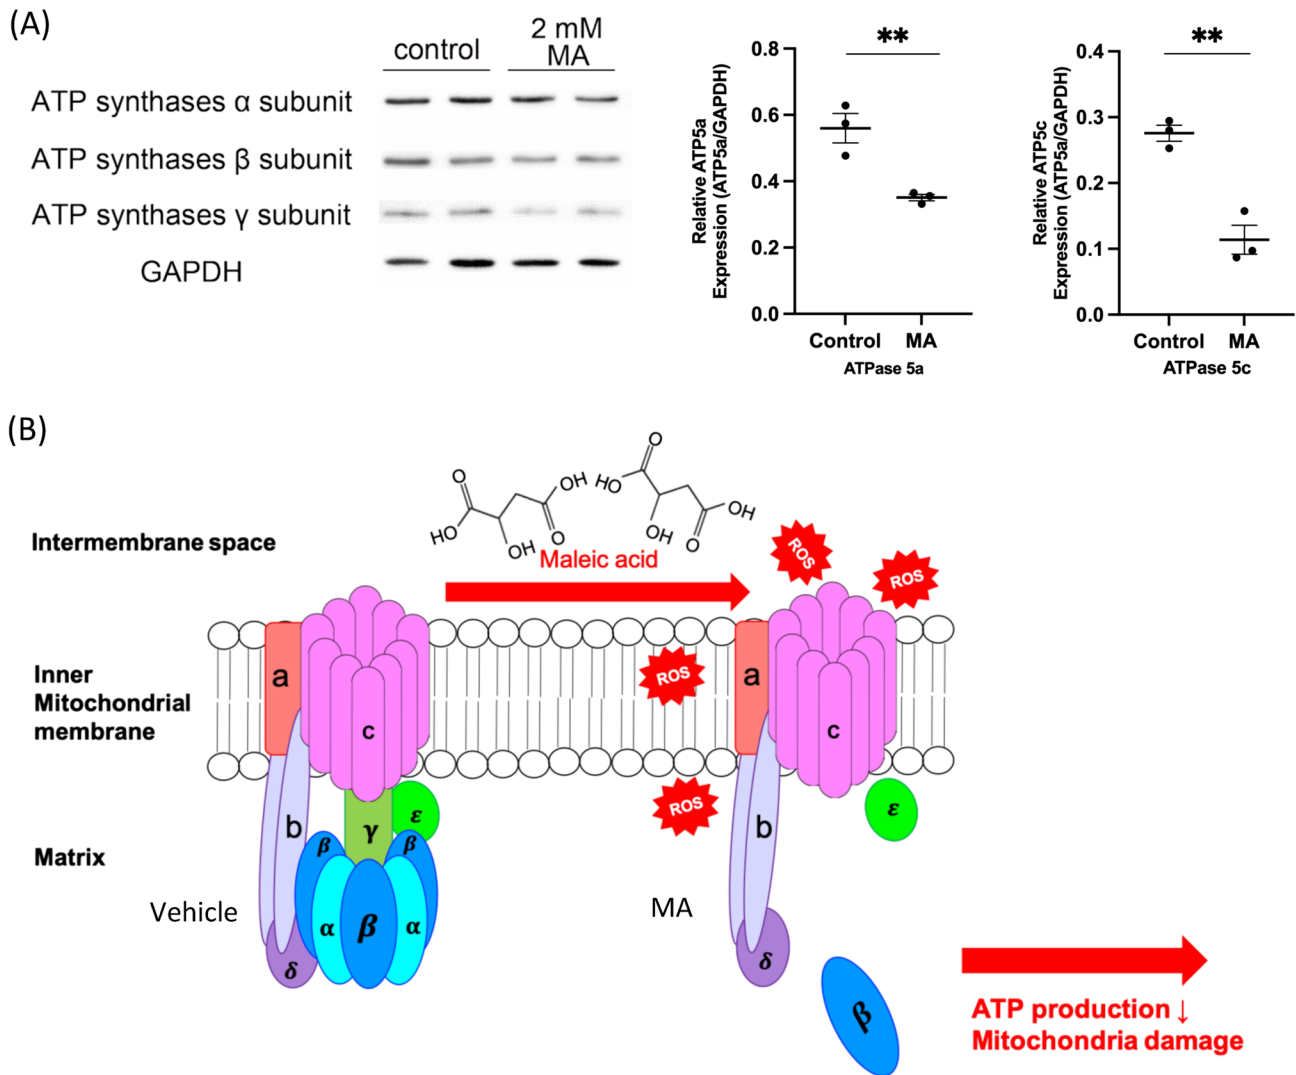 (A)
control
2 mM
MA
ATP synthases α subunit
ATP synthases β subunit
ATP synthases γ subunit
GAPDH
Relative ATP5a
Expression (ATP5a/GAPDH)
0.8
0.6
0.4
0.2
0.0
**
Control
MA
ATPase 5a
Relative ATP5c
Expression (ATP5a/GAPDH)
0.4
0.3
0.2
0.1
0.0
**
Control
MA
ATPase 5c
(B)
O
OH
HO
O
OH
O
HO
OH
OH
O
Maleic acid
Intermembrane space
ROS
ROS
Inner
Mitochondrial
membrane
a
c
ROS
a
c
ROS
Matrix
b
γ
ε
β
β
α
β
α
δ
Vehicle
b
ε
δ
β
MA
ATP production ↓
Mitochondria damage